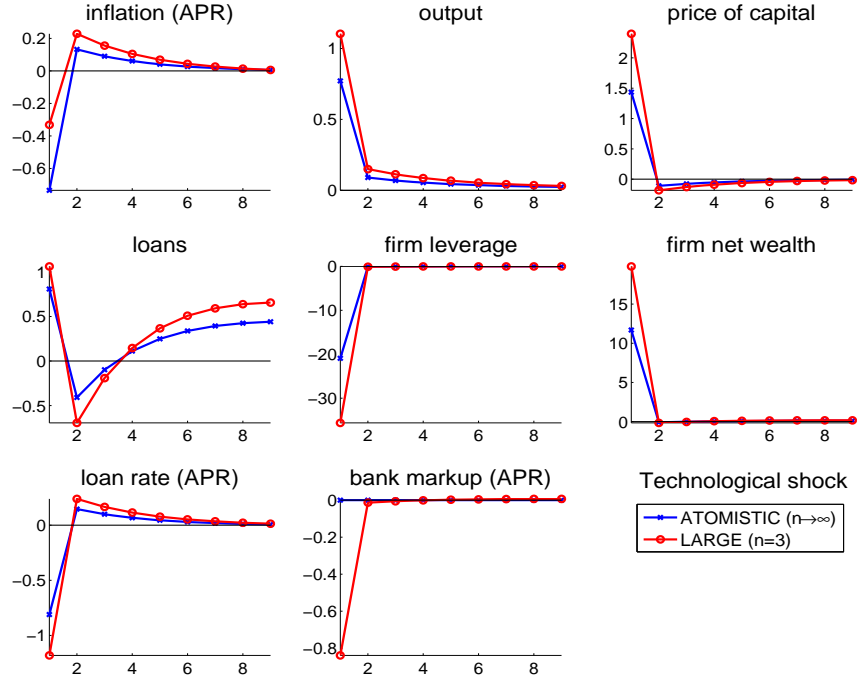 inflation (APR)
output
price of capital
0.2
0
−0.2
−0.4
−0.6
2 4 6 8
1
0.5
0
2 4 6 8
2
1.5
1
0.5
0
2 4 6 8
loans
firm leverage
firm net wealth
1
0.5
0
−0.5
2 4 6 8
0
−10
−20
−30
2 4 6 8
15
10
5
0
2 4 6 8
loan rate (APR)
bank markup (APR)
Technological shock
0
−0.5
−1
2 4 6 8
0
−0.2
−0.4
−0.6
−0.8
2 4 6 8
ATOMISTIC (n→∞)
LARGE (n=3)